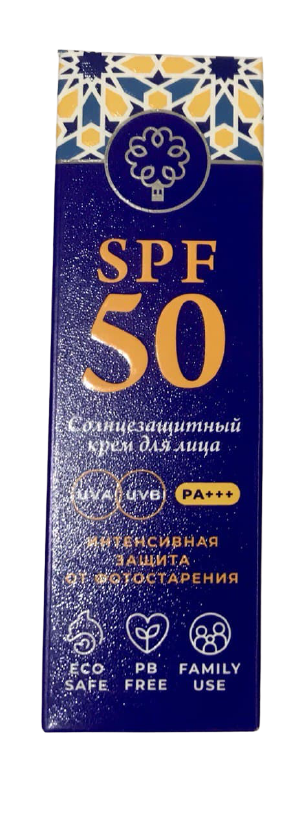 SPF
50
Солнцезащитный
крем для лица
UVA UVB PA+++
ИНТЕНСИВНАЯ
ЗАЩИТА
ОТ ФОТОСТАРЕНИЯ
ECO SAFE
PB FREE
FAMILY USE